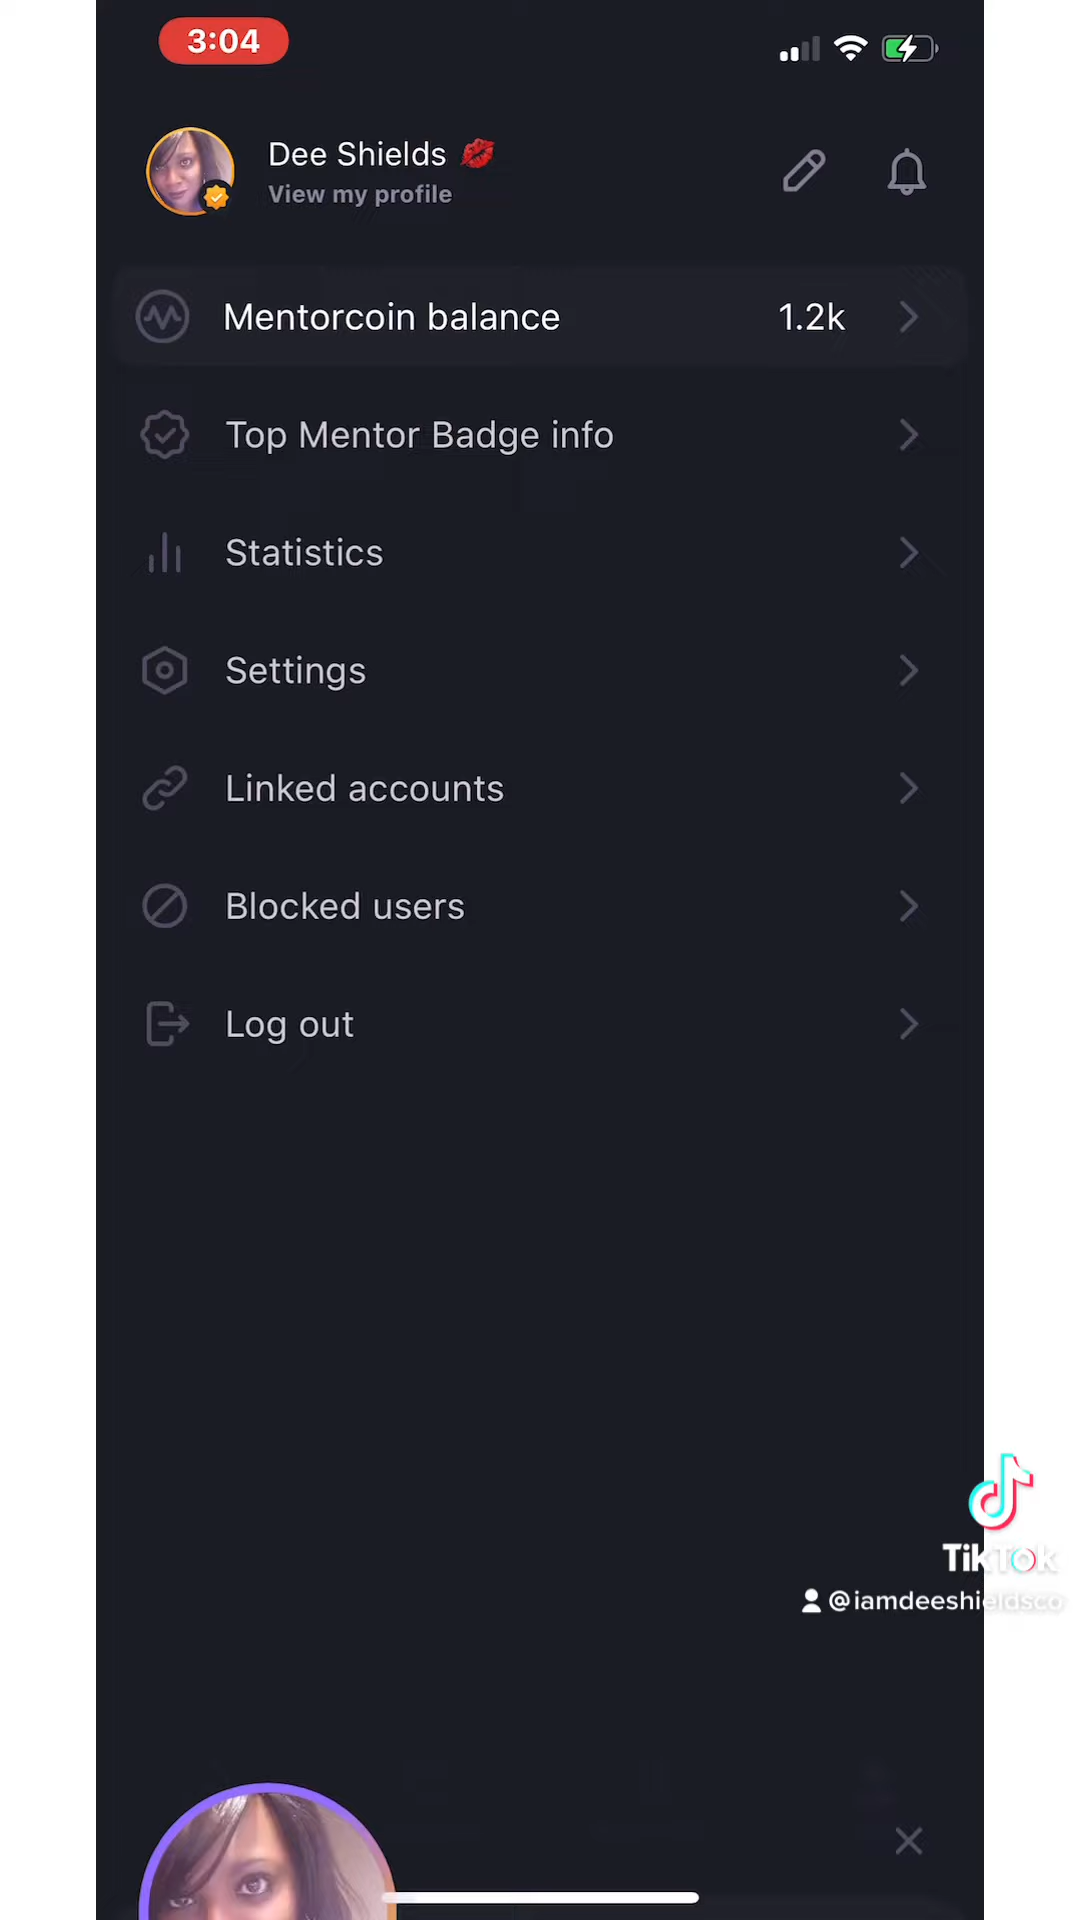 3:04
Dee Shields 💋
View my profile
Mentorcoin balance 1.2k
Top Mentor Badge info
Statistics
Settings
Linked accounts
Blocked users
Log out
TikTok
@iamdeeshieldsco